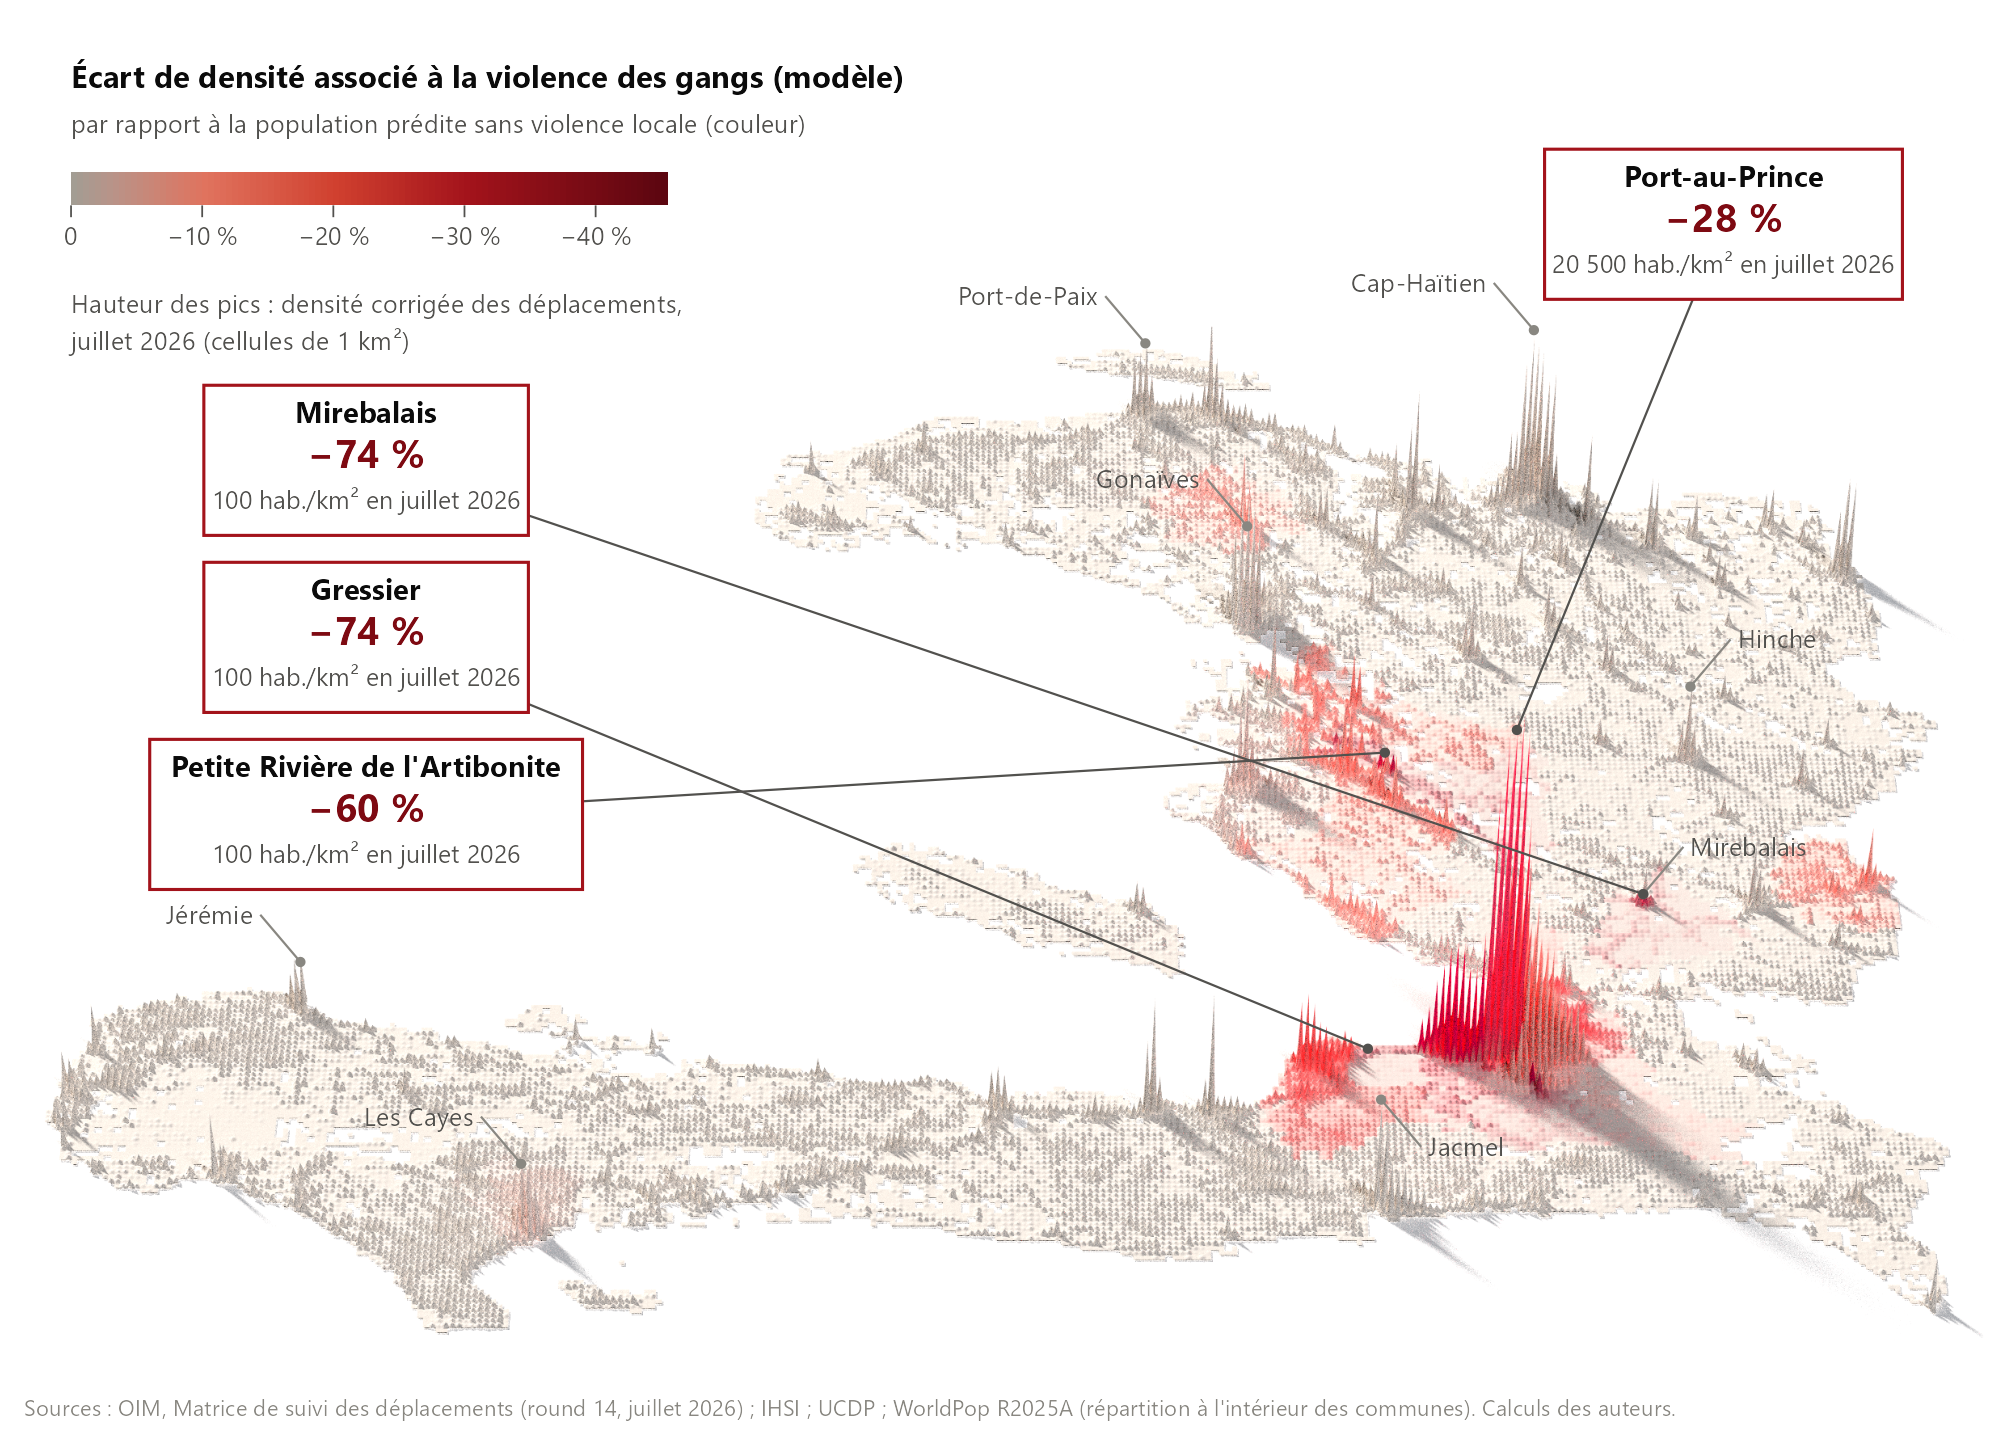 Écart de densité associé à la violence des gangs (modèle)
par rapport à la population prédite sans violence locale (couleur)
0
−10 %
−20 %
−30 %
−40 %
Hauteur des pics : densité corrigée des déplacements,
juillet 2026 (cellules de 1 km²)
Port-au-Prince
−28 %
20 500 hab./km² en juillet 2026
Port-de-Paix
Cap-Haïtien
Mirebalais
−74 %
100 hab./km² en juillet 2026
Gonaïves
Gressier
−74 %
100 hab./km² en juillet 2026
Hinche
Petite Rivière de l'Artibonite
−60 %
100 hab./km² en juillet 2026
Mirebalais
Jérémie
Les Cayes
Jacmel
Sources : OIM, Matrice de suivi des déplacements (round 14, juillet 2026) ; IHSI ; UCDP ; WorldPop R2025A (répartition à l'intérieur des communes). Calculs des auteurs.